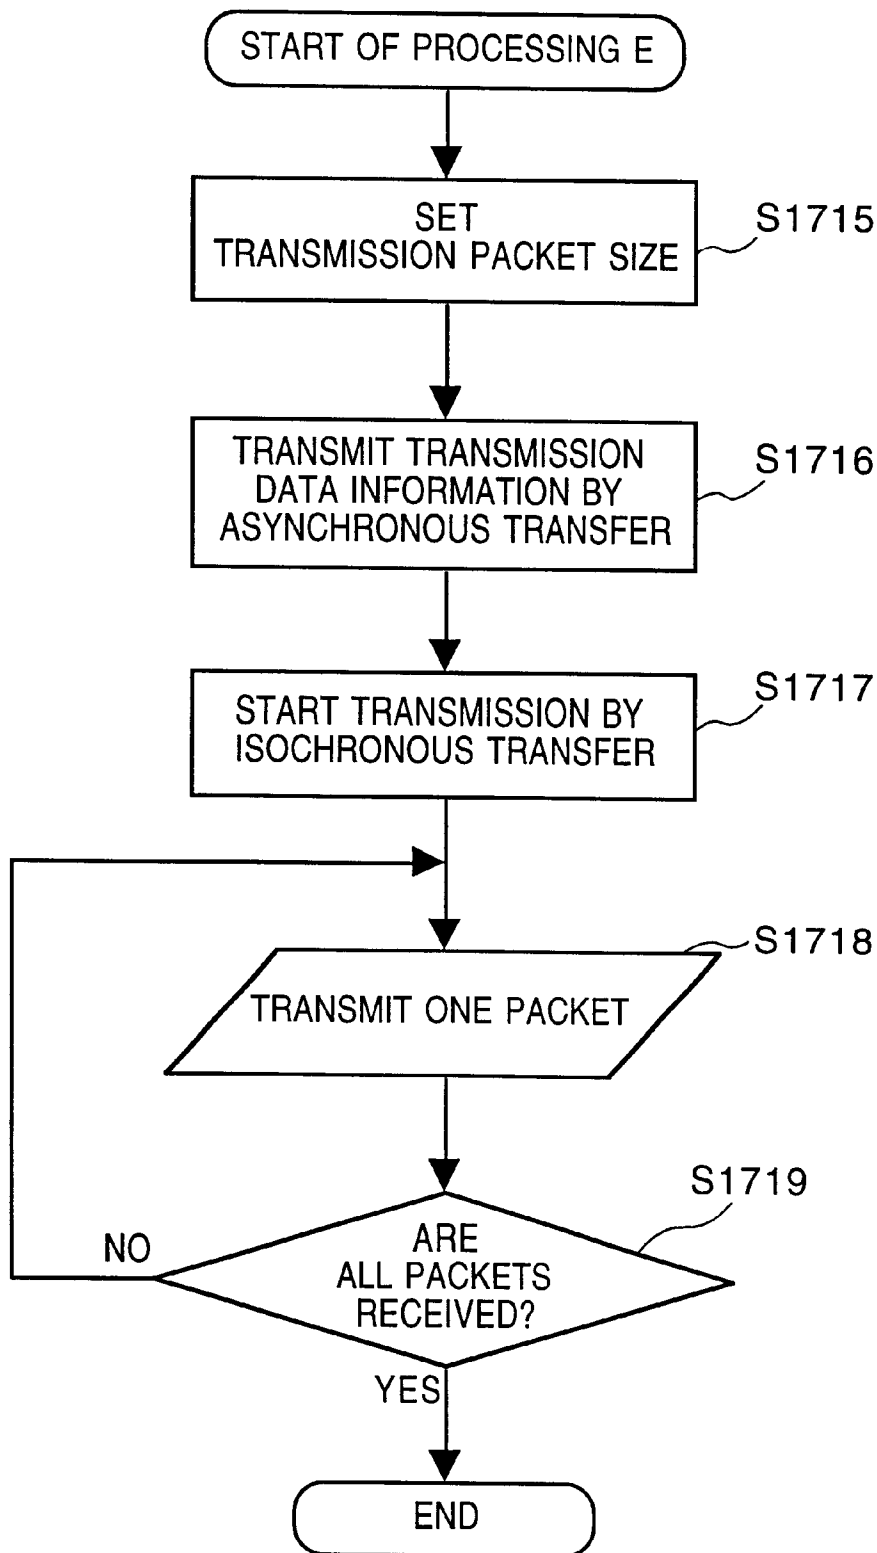 START OF PROCESSING E
SET
TRANSMISSION PACKET SIZE
S1715
TRANSMIT TRANSMISSION
DATA INFORMATION BY
ASYNCHRONOUS TRANSFER
S1716
START TRANSMISSION BY
ISOCHRONOUS TRANSFER
S1717
TRANSMIT ONE PACKET
S1718
ARE
ALL PACKETS
RECEIVED?
S1719
NO
YES
END